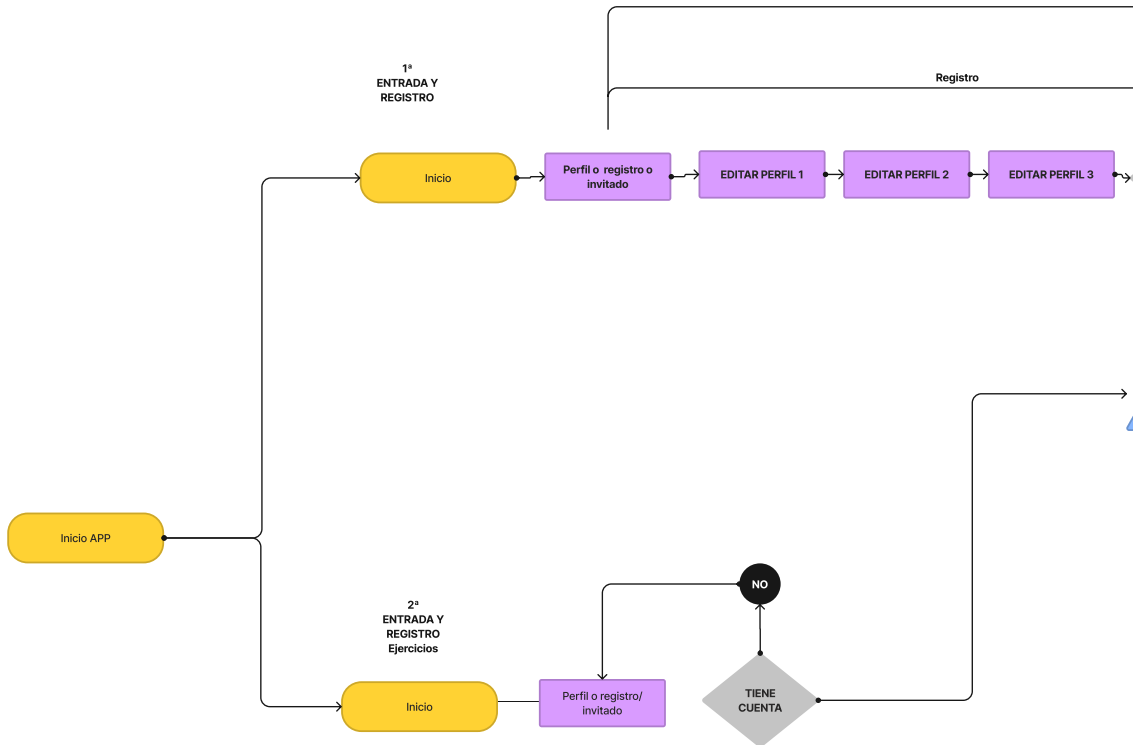 1ª
ENTRADA Y
REGISTRO
Registro
Inicio
Perfil o registro o
invitado
EDITAR PERFIL 1
EDITAR PERFIL 2
EDITAR PERFIL 3
Inicio APP
NO
2ª
ENTRADA Y
REGISTRO
Ejercicios
Inicio
Perfil o registro/
invitado
TIENE
CUENTA